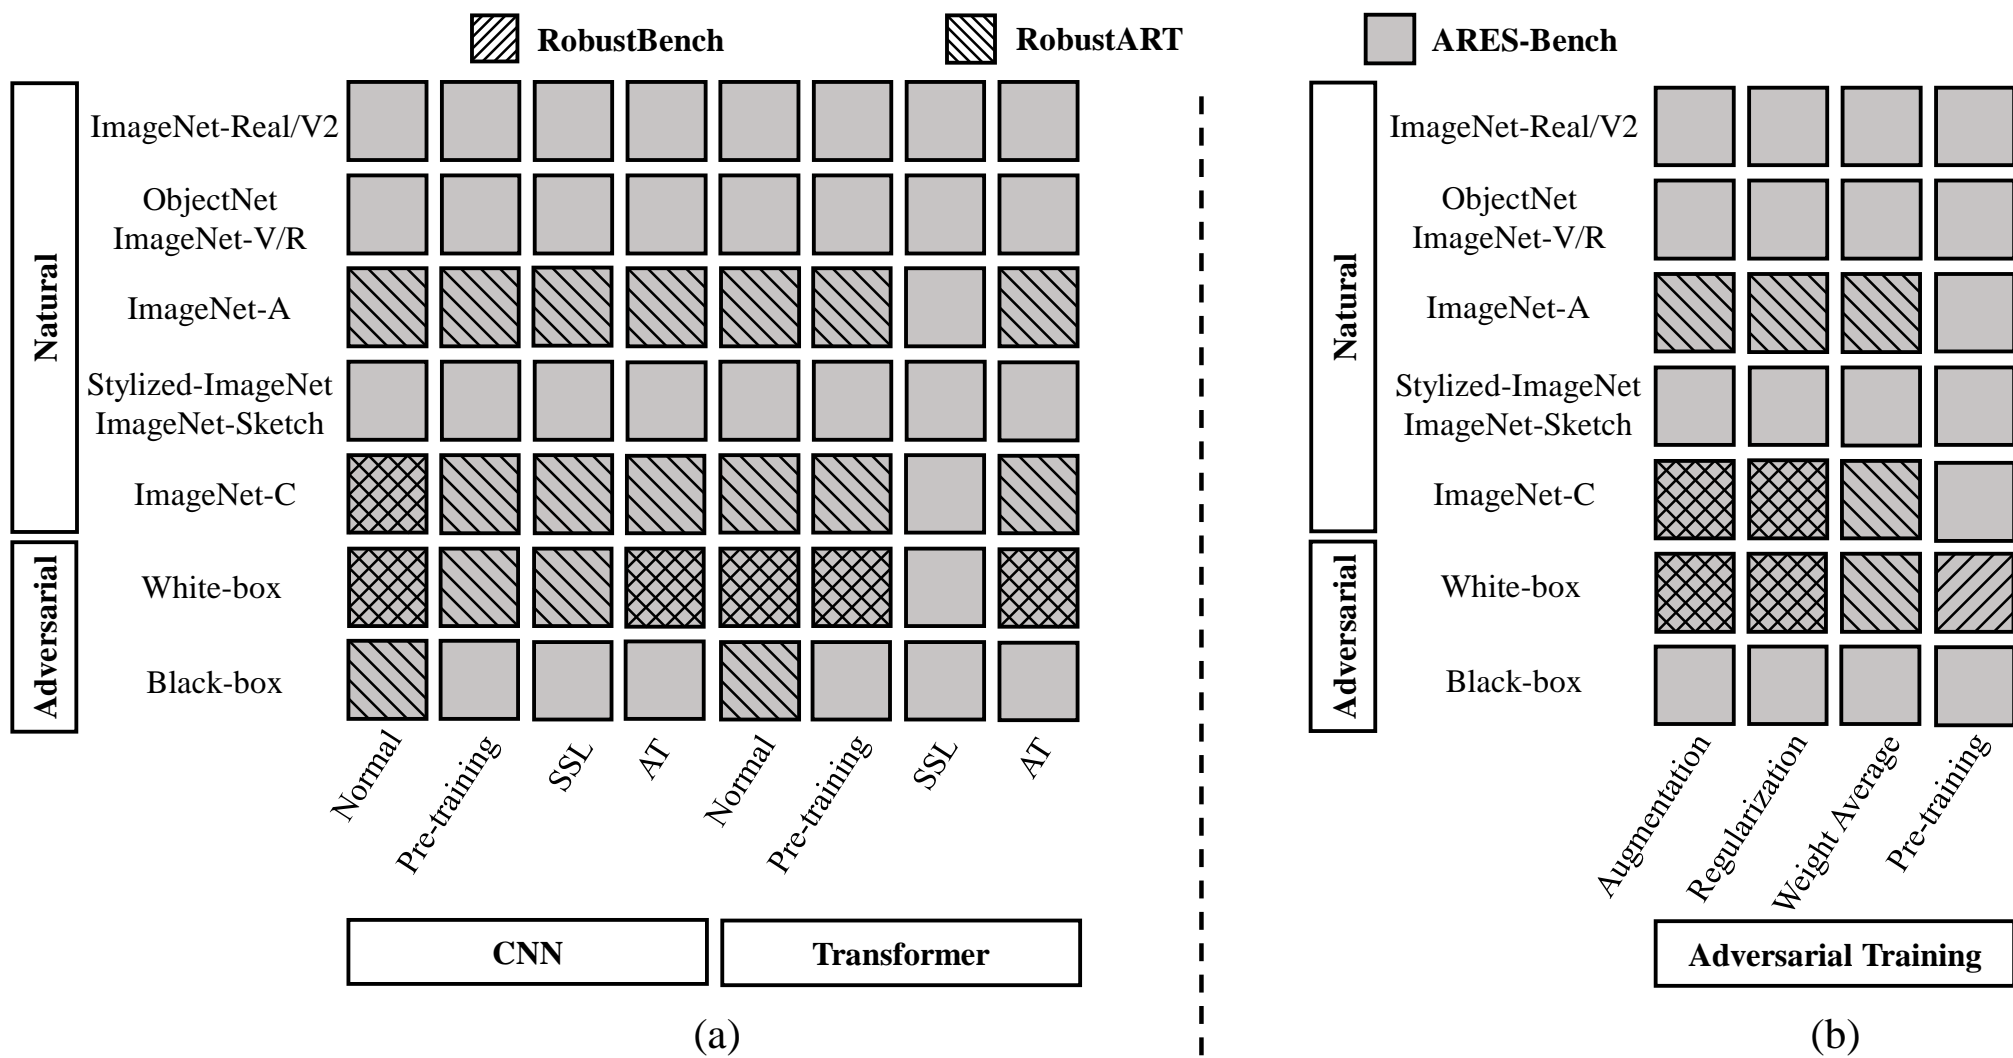 RobustBench
RobustART
ARES-Bench
Natural
Adversarial
ImageNet-Real/V2
ObjectNet
ImageNet-V/R
ImageNet-A
Stylized-ImageNet
ImageNet-Sketch
ImageNet-C
White-box
Black-box
Normal
Pre-training
SSL
AT
Normal
Pre-training
SSL
AT
CNN
Transformer
(a)
Natural
Adversarial
ImageNet-Real/V2
ObjectNet
ImageNet-V/R
ImageNet-A
Stylized-ImageNet
ImageNet-Sketch
ImageNet-C
White-box
Black-box
Augmentation
Regularization
Weight Average
Pre-training
Adversarial Training
(b)